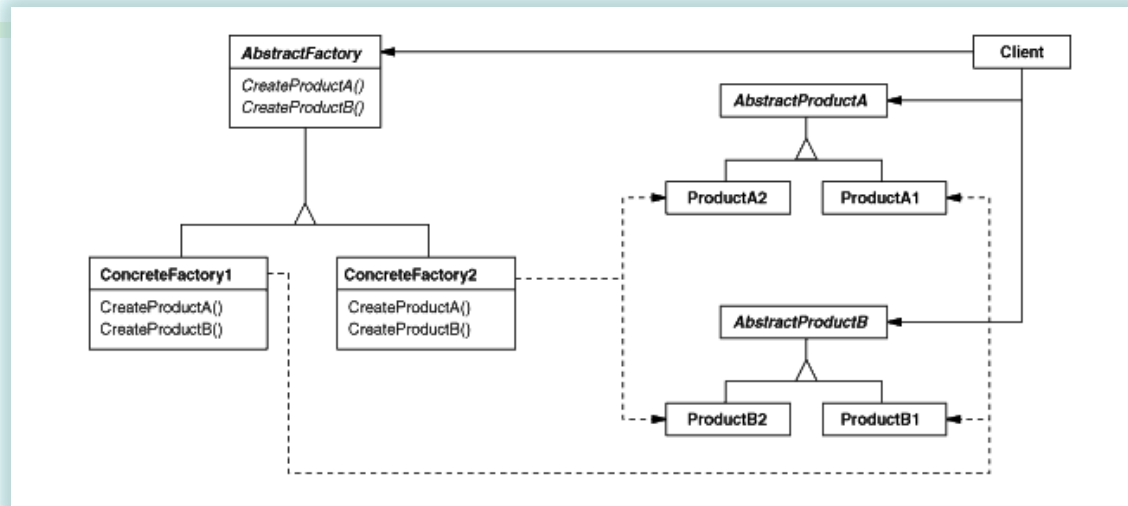 AbstractFactory
CreateProductA()
CreateProductB()
Client
AbstractProductA
ProductA2
ProductA1
ConcreteFactory1
CreateProductA()
CreateProductB()
ConcreteFactory2
CreateProductA()
CreateProductB()
AbstractProductB
ProductB2
ProductB1